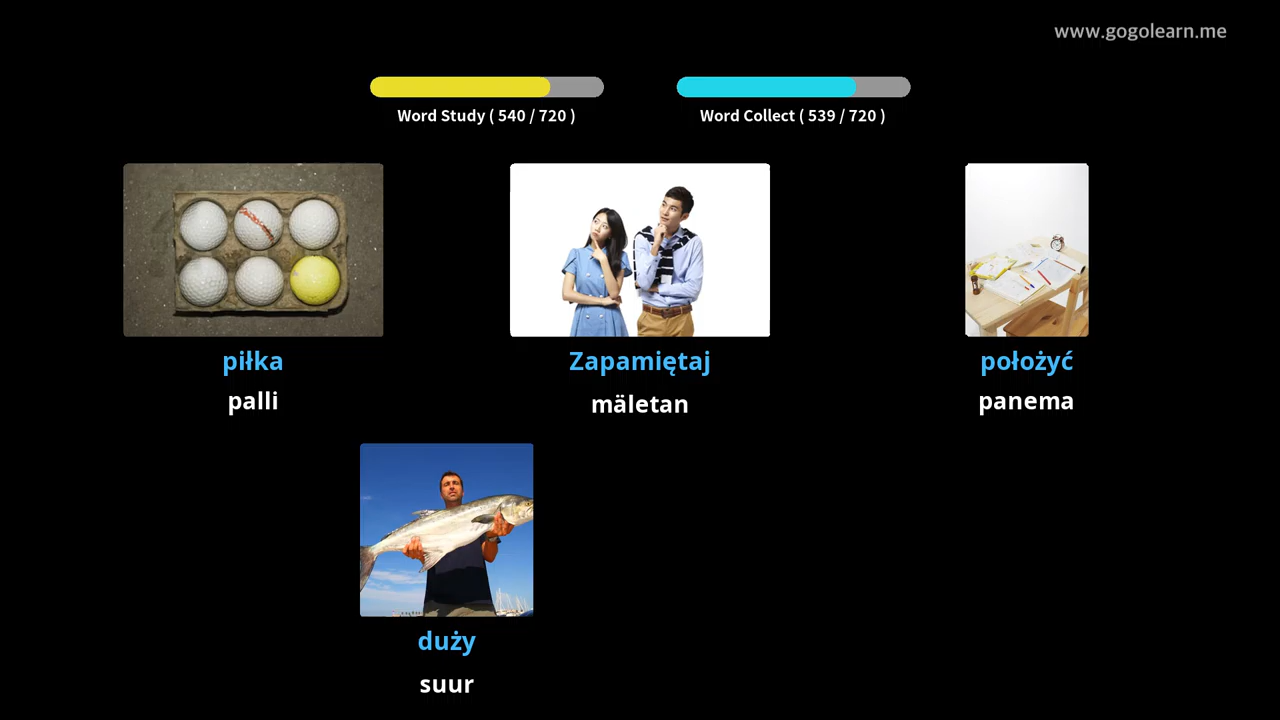 www.gogolearn.me
Word Study ( 540 / 720 )
Word Collect ( 539 / 720 )
piłka
palli
Zapamiętaj
mäletan
położyć
panema
duży
suur